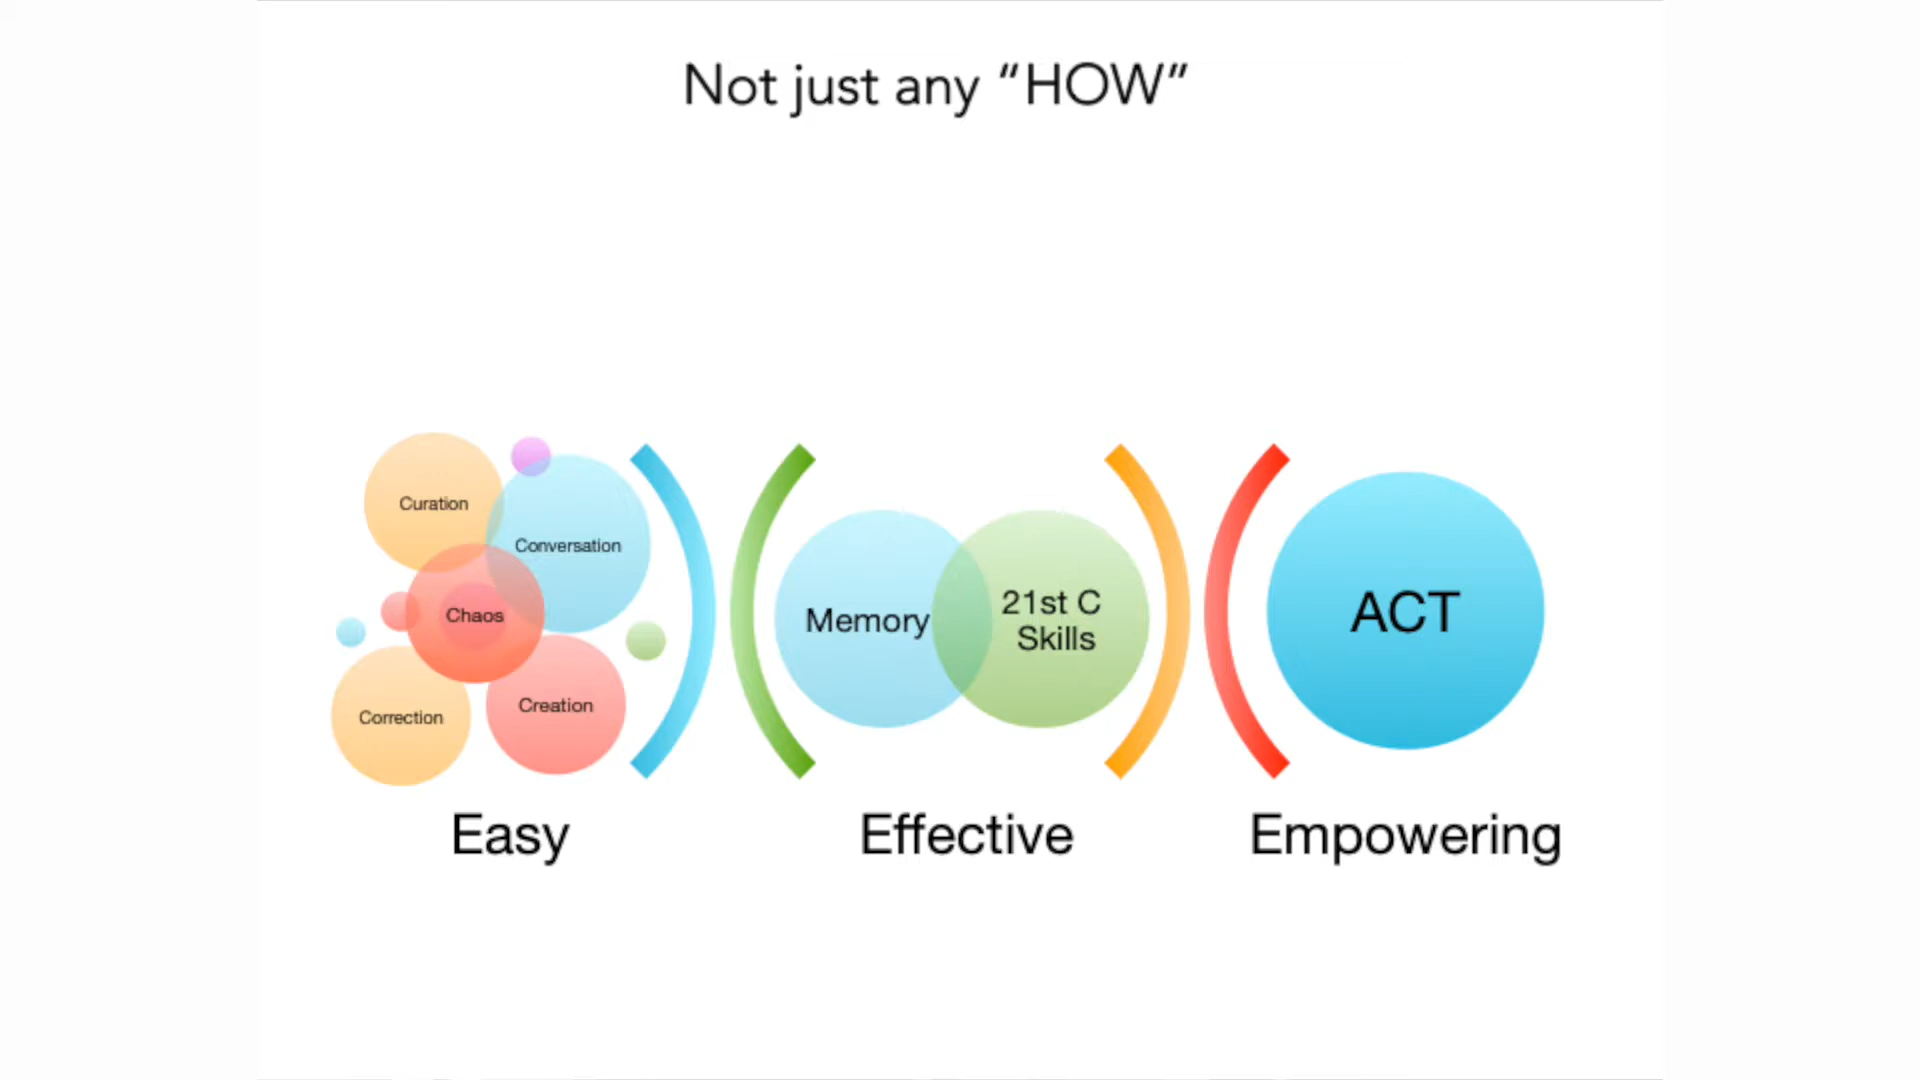 Not just any “HOW”
Curation
Conversation
Chaos
Correction
Creation
Memory
21st C
Skills
ACT
Easy
Effective
Empowering